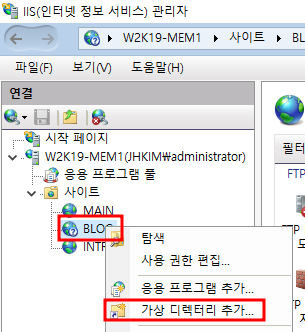 IIS(인터넷 정보 서비스) 관리자
W2K19-MEM1 ▸ 사이트 ▸
파일(F) 보기(V) 도움말(H)
연결
시작 페이지
W2K19-MEM1(JHKIM₩administrator)
응용 프로그램 풀
사이트
MAIN
BLOG
탐색
사용 권한 편집...
응용 프로그램 추가...
가상 디렉터리 추가...
필터
FTP